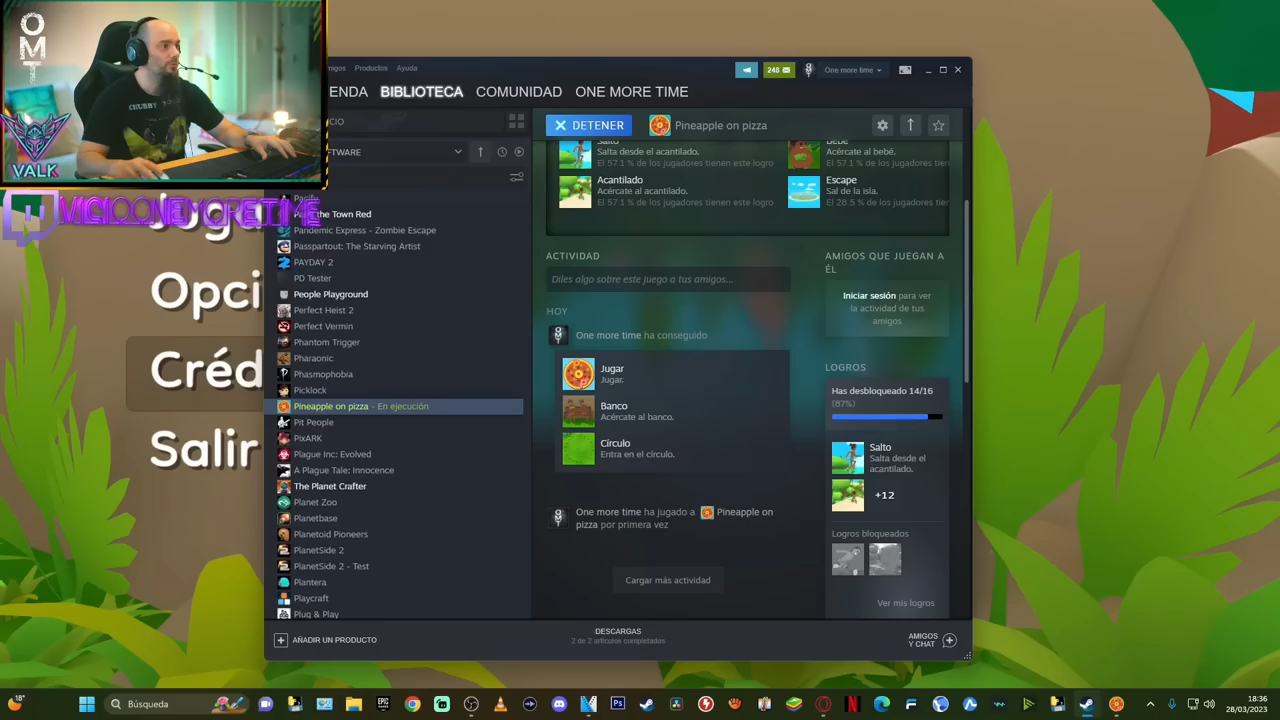 OMT
CHUBBY
VALK
VICIOONEMORETIME
Opci
Créd
Salir
migos Productos Ayuda
248
One more time
ENDA BIBLIOTECA COMUNIDAD ONE MORE TIME
CIO
FTWARE
the Town Red
Pandemic Express - Zombie Escape
Passpartout: The Starving Artist
PAYDAY 2
PD Tester
People Playground
Perfect Heist 2
Perfect Vermin
Phantom Trigger
Pharaonic
Phasmophobia
Picklock
Pineapple on pizza - En ejecución
Pit People
PixARK
Plague Inc: Evolved
A Plague Tale: Innocence
The Planet Crafter
Planet Zoo
Planetbase
Planetoid Pioneers
PlanetSide 2
PlanetSide 2 - Test
Plantera
Playcraft
Plug & Play
DETENER
Pineapple on pizza
Salto
Salta desde el acantilado.
El 57.1 % de los jugadores tienen este logro
Bebé
Acércate al bebé.
El 57.1 % de los jugadores tien
Acantilado
Acércate al acantilado.
El 57.1 % de los jugadores tienen este logro
Escape
Sal de la isla.
El 28.5 % de los jugadores tien
ACTIVIDAD
Diles algo sobre este juego a tus amigos...
HOY
One more time ha conseguido
Jugar
Jugar.
Banco
Acércate al banco.
Círculo
Entra en el círculo.
One more time ha jugado a Pineapple on
pizza por primera vez
Cargar más actividad
AMIGOS QUE JUEGAN A
ÉL
Iniciar sesión para ver
la actividad de tus
amigos
LOGROS
Has desbloqueado 14/16
(87%)
Salto
Salta desde el
acantilado.
+12
Logros bloqueados
Ver mis logros
AÑADIR UN PRODUCTO
DESCARGAS
2 de 2 artículos completados
AMIGOS
Y CHAT
18°
Búsqueda
18:36
28/03/2023